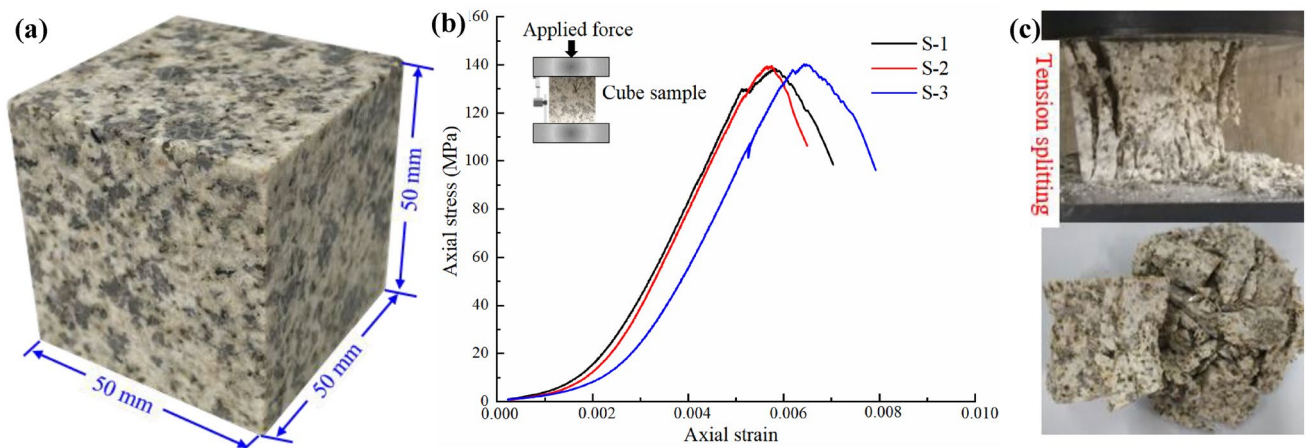 (a)
50 mm
50 mm
50 mm
(b)
Axial stress (MPa)
160
140
120
100
80
60
40
20
0
0.000
0.002
0.004
0.006
0.008
0.010
Axial strain
Applied force
Cube sample
S-1
S-2
S-3
(c)
Tension splitting